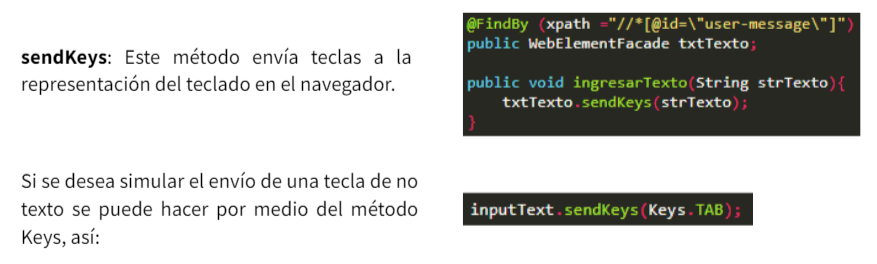 sendKeys: Este método envía teclas a la
representación del teclado en el navegador.
@FindBy (xpath ="//*[@id=\"user-message\"]")
public WebElementFacade txtTexto;
public void ingresarTexto(String strTexto){
txtTexto.sendKeys(strTexto);
}
Si se desea simular el envío de una tecla de no
texto se puede hacer por medio del método
Keys, así:
inputText.sendKeys(Keys.TAB);